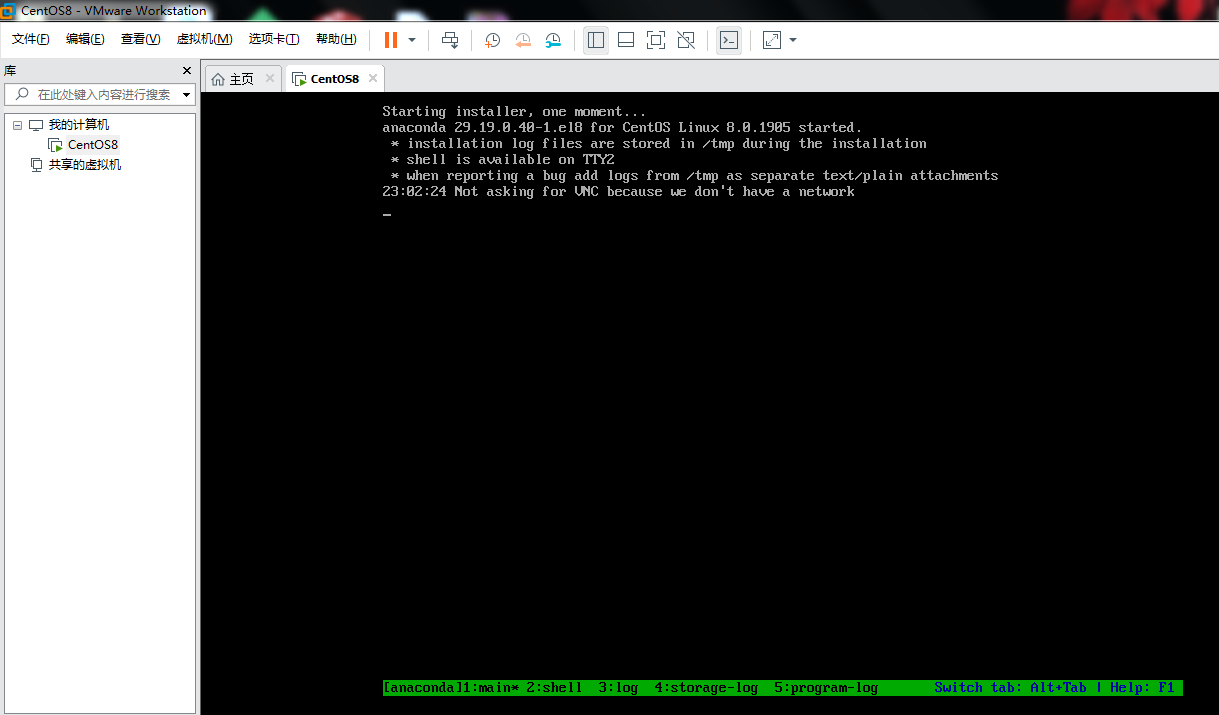 CentOS8 - VMware Workstation
文件(F) 编辑(E) 查看(V) 虚拟机(M) 选项卡(T) 帮助(H)
库
在此处键入内容进行搜索
我的计算机
CentOS8
共享的虚拟机
主页 CentOS8
Starting installer, one moment...
anaconda 29.19.0.40-1.el8 for CentOS Linux 8.0.1905 started.
* installation log files are stored in /tmp during the installation
* shell is available on TTY2
* when reporting a bug add logs from /tmp as separate text/plain attachments
23:02:24 Not asking for VNC because we don't have a network
[anaconda]1:main* 2:shell 3:log 4:storage-log 5:program-log Switch tab: Alt+Tab | Help: F1